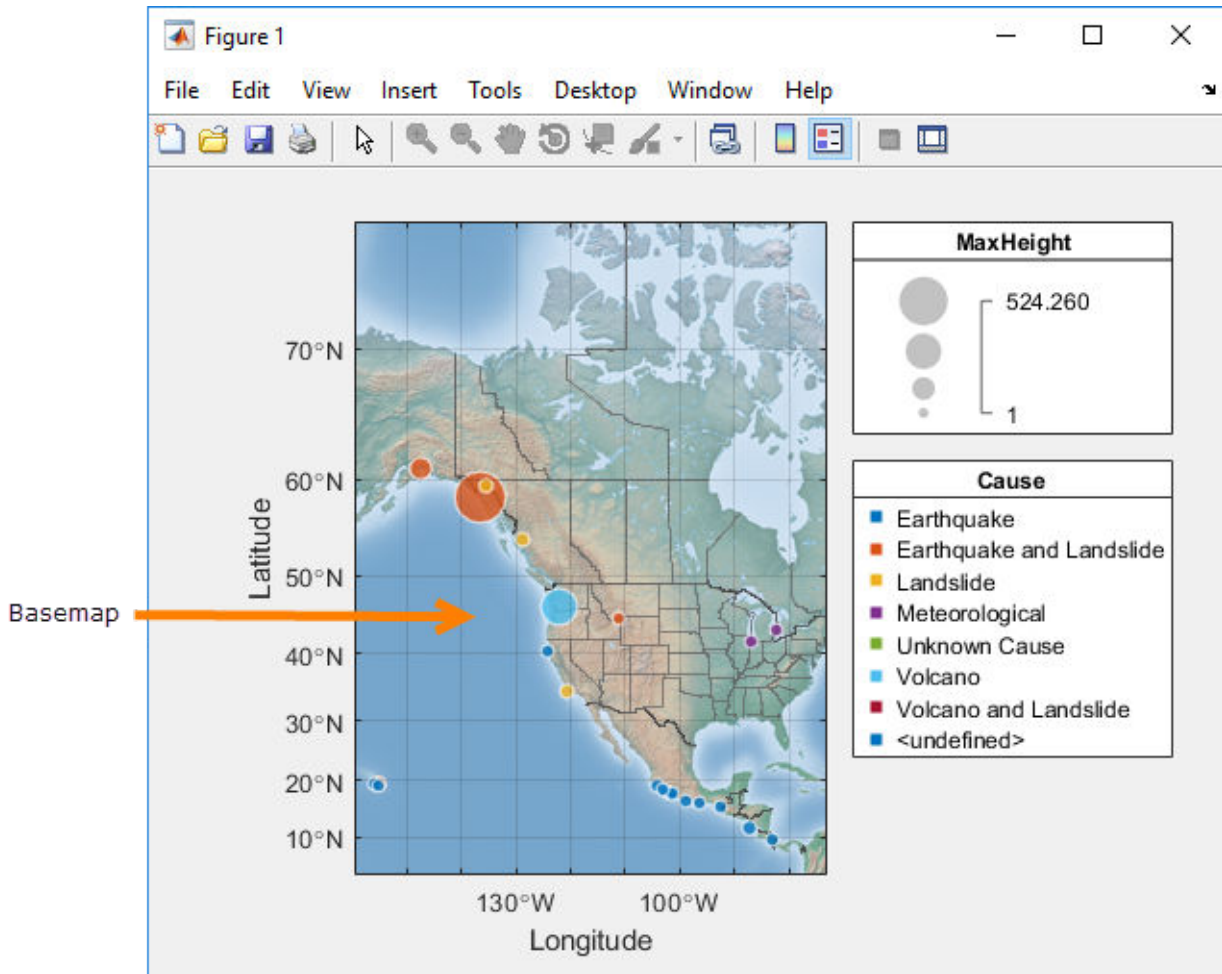 Figure 1
File Edit View Insert Tools Desktop Window Help
MaxHeight
524.260
1
Cause
Earthquake
Earthquake and Landslide
Landslide
Meteorological
Unknown Cause
Volcano
Volcano and Landslide
<undefined>
70°N
60°N
50°N
40°N
30°N
20°N
10°N
Latitude
Basemap
130°W 100°W
Longitude